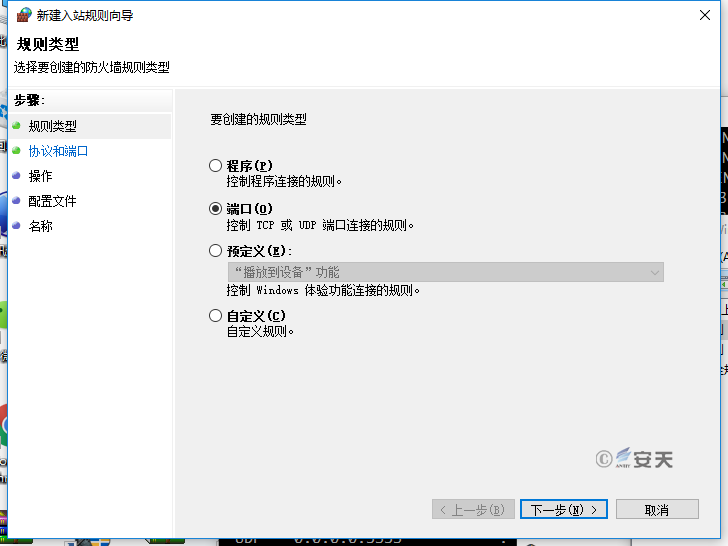 新建入站规则向导
规则类型
选择要创建的防火墙规则类型
步骤:
规则类型
协议和端口
操作
配置文件
名称
要创建的规则类型
程序(P)
控制程序连接的规则。
端口(O)
控制 TCP 或 UDP 端口连接的规则。
预定义(E):
“播放到设备”功能
控制 Windows 体验功能连接的规则。
自定义(C)
自定义规则。
© 安天
< 上一步(B)
下一步(N) >
取消